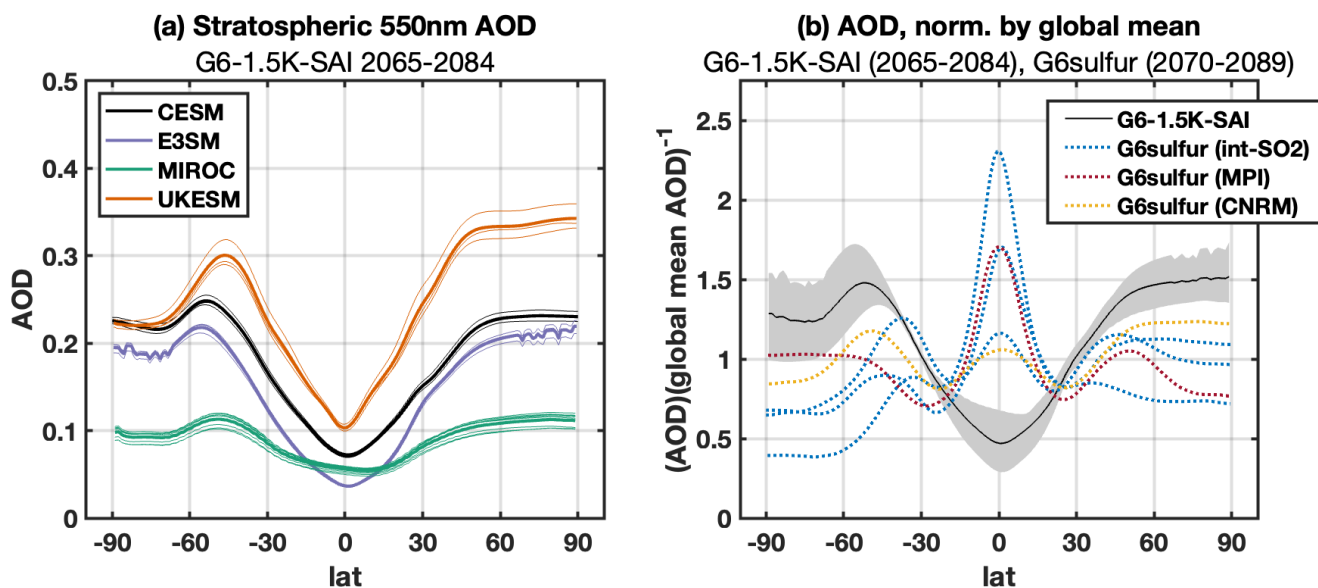 (a) Stratospheric 550nm AOD
G6-1.5K-SAI 2065-2084
0.5
0.4
0.3
0.2
0.1
0
AOD
CESM
E3SM
MIROC
UKESM
-90
-60
-30
0
30
60
90
lat
(b) AOD, norm. by global mean
G6-1.5K-SAI (2065-2084), G6sulfur (2070-2089)
2.5
2
1.5
1
0.5
0
(AOD)(global mean AOD)⁻¹
G6-1.5K-SAI
G6sulfur (int-SO2)
G6sulfur (MPI)
G6sulfur (CNRM)
-90
-60
-30
0
30
60
90
lat